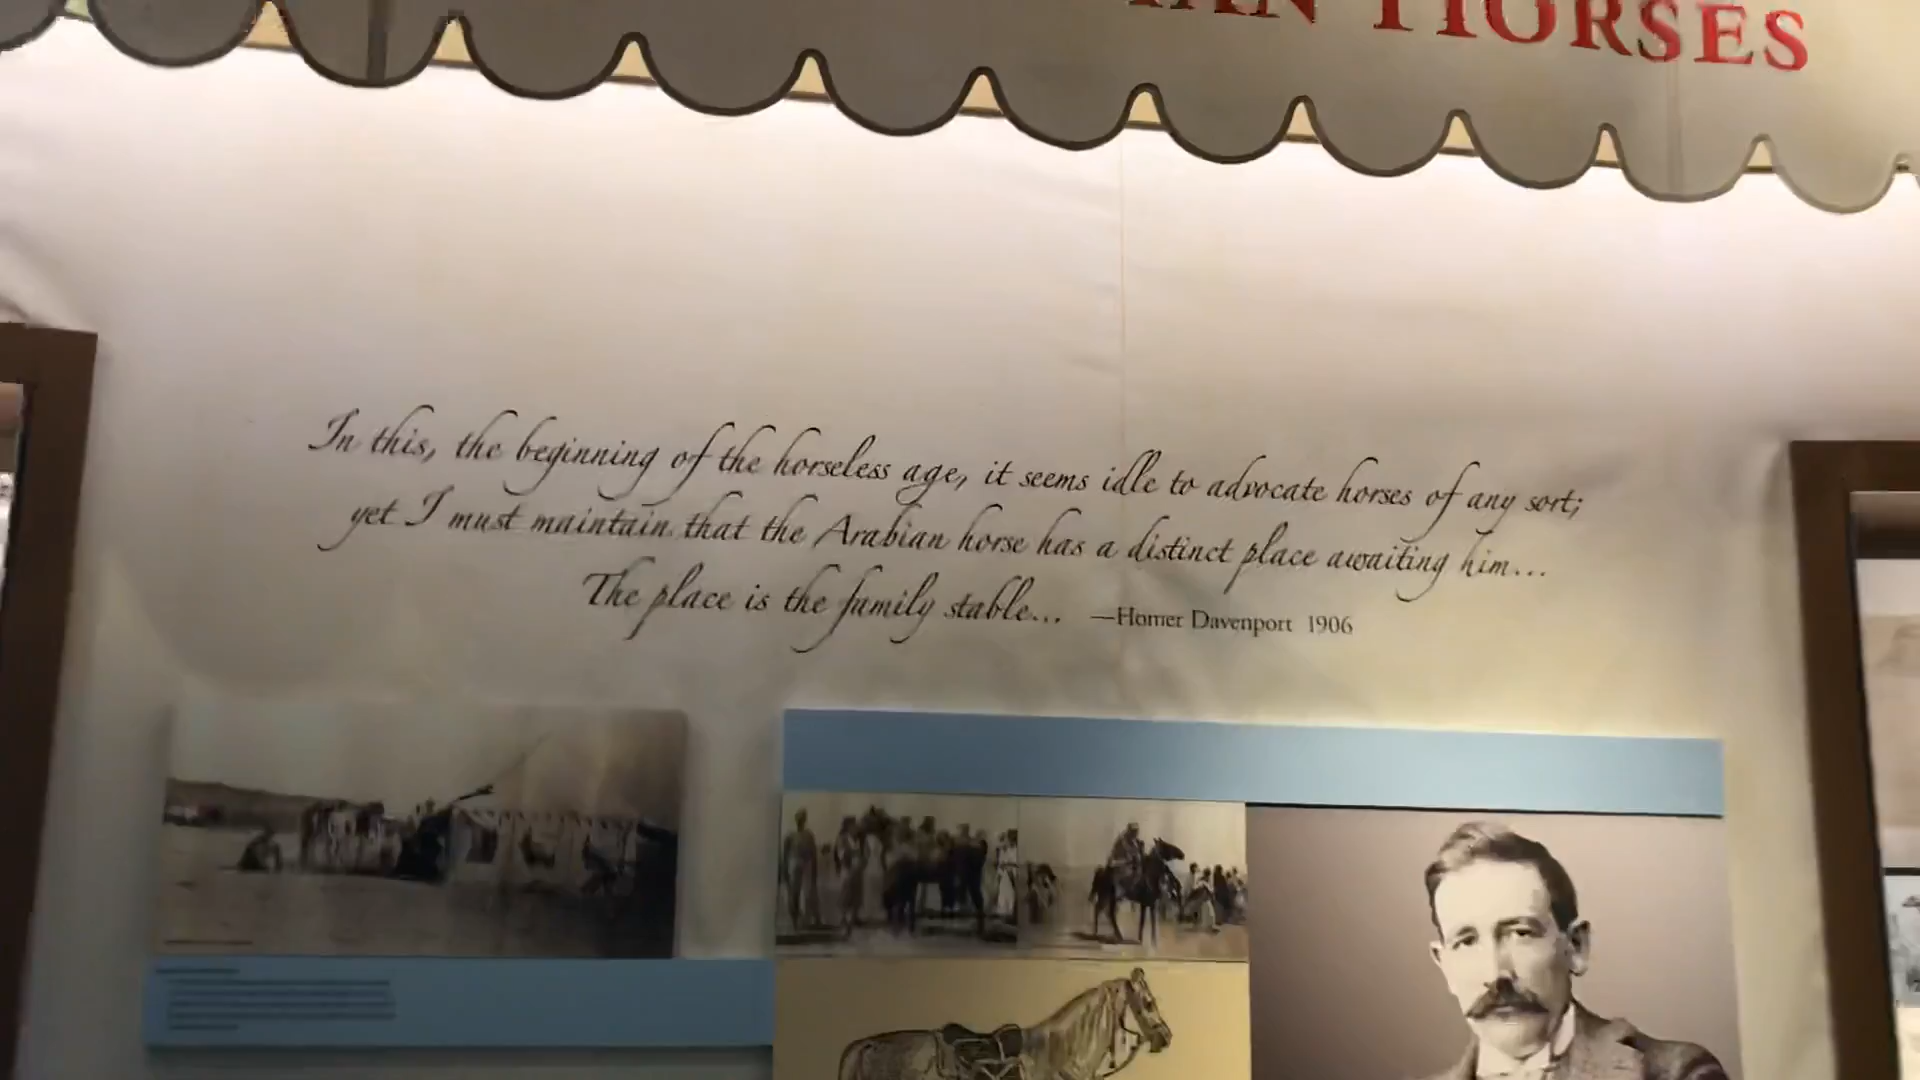 HORSES
In this, the beginning of the horseless age, it seems idle to advocate horses of any sort;
yet I must maintain that the Arabian horse has a distinct place awaiting him...
The place is the family stable... —Homer Davenport 1906